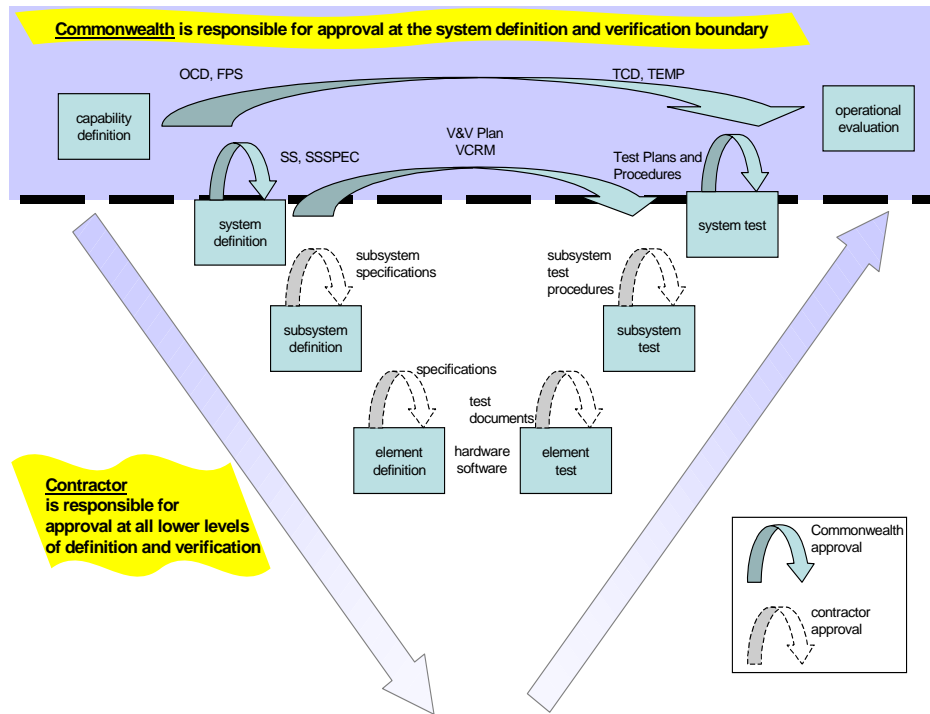 Commonwealth is responsible for approval at the system definition and verification boundary
OCD, FPS
TCD, TEMP
capability
definition
operational
evaluation
V&V Plan
VCRM
SS, SSSPEC
Test Plans and
Procedures
system
definition
system test
subsystem
specifications
subsystem
test
procedures
subsystem
definition
subsystem
test
specifications
test
documents
element
definition
hardware
software
element
test
Contractor
is responsible for
approval at all lower levels
of definition and verification
Commonwealth
approval
contractor
approval